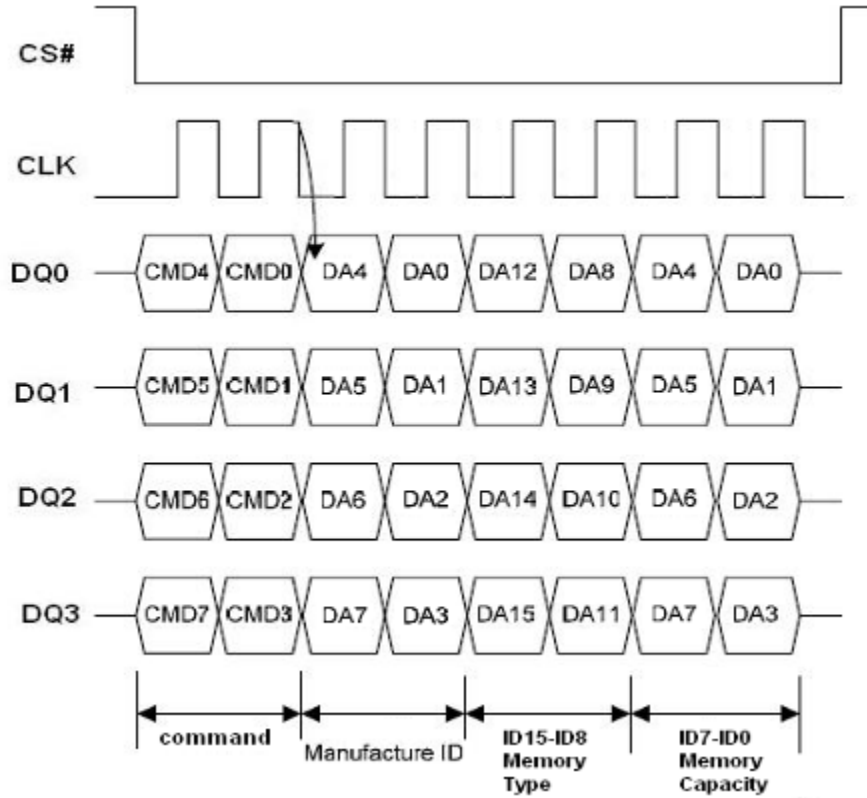 CS#
CLK
DQ0 CMD4 CMD0 DA4 DA0 DA12 DA8 DA4 DA0
DQ1 CMD5 CMD1 DA5 DA1 DA13 DA9 DA5 DA1
DQ2 CMD6 CMD2 DA6 DA2 DA14 DA10 DA6 DA2
DQ3 CMD7 CMD3 DA7 DA3 DA15 DA11 DA7 DA3
command
Manufacture ID
ID15-ID8
Memory
Type
ID7-ID0
Memory
Capacity